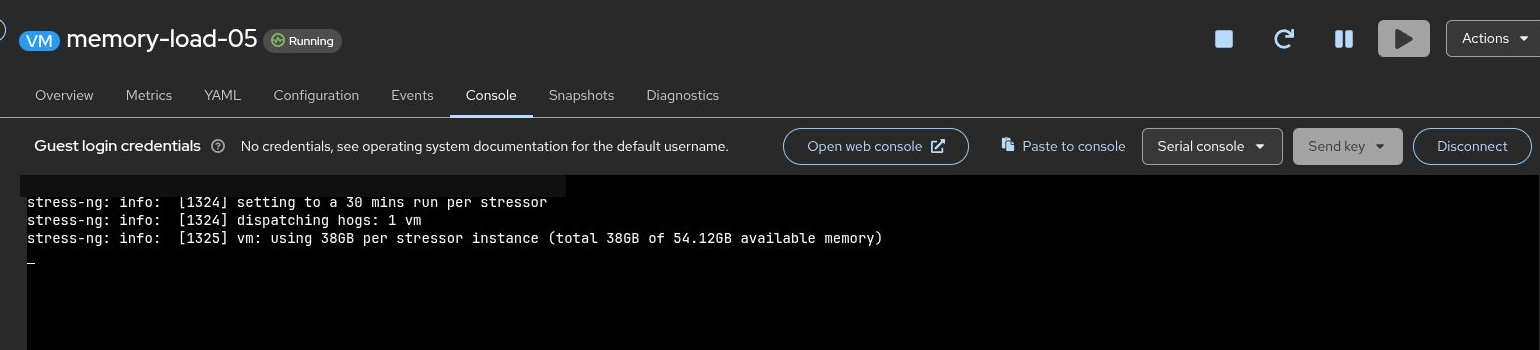 VM memory-load-05 Running
Actions
Overview Metrics YAML Configuration Events Console Snapshots Diagnostics
Guest login credentials No credentials, see operating system documentation for the default username. Open web console Paste to console Serial console Send key Disconnect
stress-ng: info:  [1324] setting to a 30 mins run per stressor
stress-ng: info:  [1324] dispatching hogs: 1 vm
stress-ng: info:  [1325] vm: using 38GB per stressor instance (total 38GB of 54.12GB available memory)
_